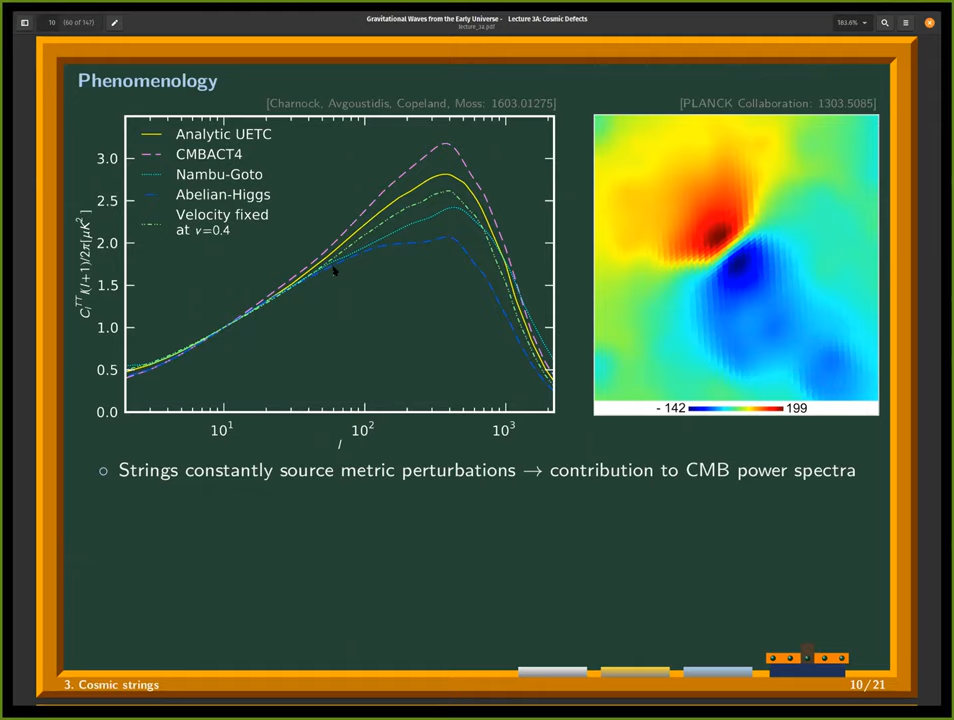 10 (60 of 147)
Gravitational Waves from the Early Universe - Lecture 3A: Cosmic Defects
lecture_3a.pdf
183.6%
Phenomenology
[Charnock, Avgoustidis, Copeland, Moss: 1603.01275]
[PLANCK Collaboration: 1303.5085]
Analytic UETC
CMBACT4
Nambu-Goto
Abelian-Higgs
Velocity fixed
at v=0.4
3.0
2.5
2.0
1.5
1.0
0.5
0.0
C_l^{TT} l(l+1)/2π[μK²]
10¹ 10² 10³
l
- 142 199
○ Strings constantly source metric perturbations → contribution to CMB power spectra
3. Cosmic strings
10/21